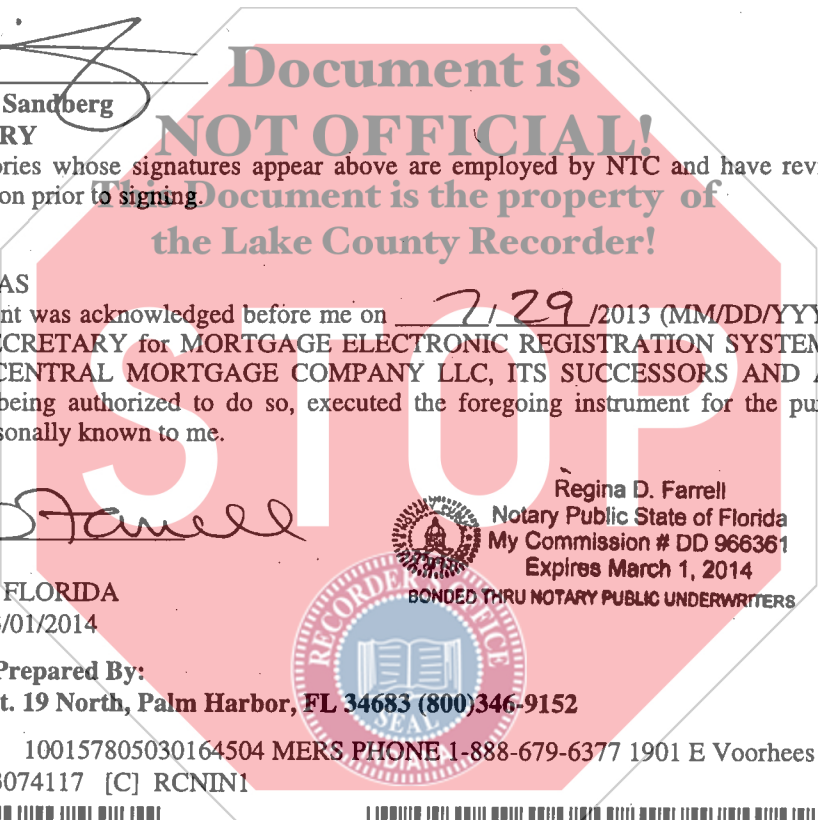 Document is
NOT OFFICIAL!
This Document is the property of
the Lake County Recorder!
STOP
Sandberg
RY
ories whose signatures appear above are employed by NTC and have rev
on prior to signing.
AS
nt was acknowledged before me on 7/29/2013 (MM/DD/YYY
ECRETARY for MORTGAGE ELECTRONIC REGISTRATION SYSTEM
CENTRAL MORTGAGE COMPANY LLC, ITS SUCCESSORS AND A
being authorized to do so, executed the foregoing instrument for the pu
sonally known to me.
Farrell
Regina D. Farrell
Notary Public State of Florida
My Commission # DD 966361
Expires March 1, 2014
BONDED THRU NOTARY PUBLIC UNDERWRITERS
FLORIDA
/01/2014
RECORDER'S OFFICE
SEAL
INDIANA
Prepared By:
t. 19 North, Palm Harbor, FL 34683 (800)346-9152
100157805030164504 MERS PHONE 1-888-679-6377 1901 E Voorhees
3074117 [C] RCNIN1